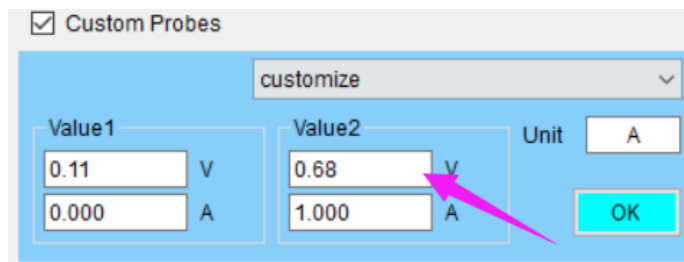 Custom Probes
customize
Value1
Value2
Unit A
0.11 V
0.68 V
0.000 A
1.000 A
OK